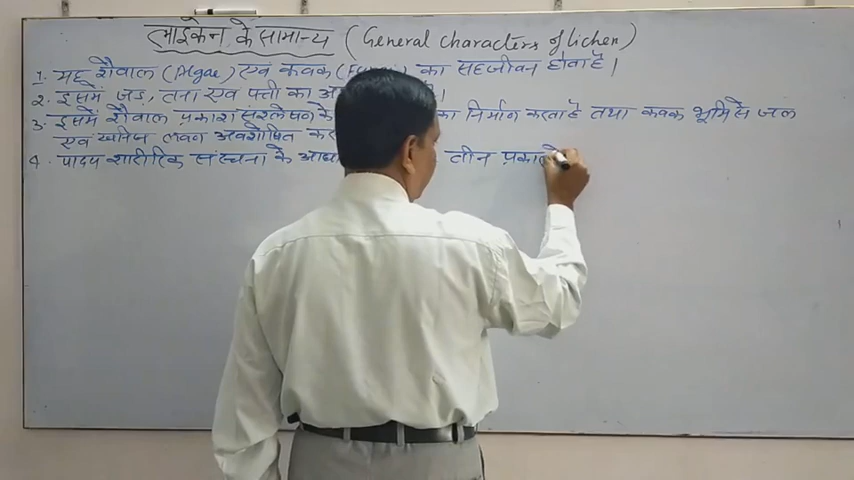 लाइकेन के सामान्य (General characters of lichen)
1. यह शैवाल (Algae) एवं कवक ( का सहजीवन होता है।
2. इसमें जड़, तना एवं पत्ती का अ है।
3. इसमें शैवाल प्रकाश संश्लेषण के का निर्माण करता है तथा कवक भूमि से जल
एवं खनिज लवण अवशोषित कर
4. पादप शारीरिक संरचना के आधा तीन प्रका